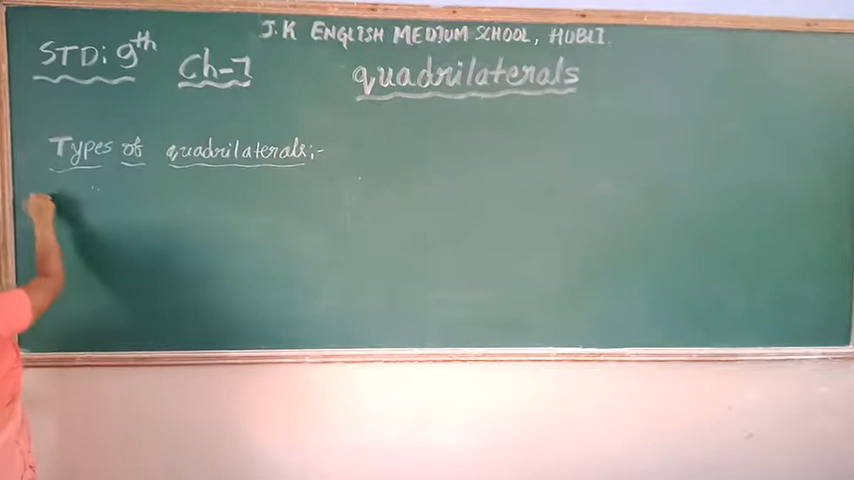 J.K ENGLISH MEDIUM SCHOOL, HUBLI.
STD: 9th Ch-7 quadrilaterals
Types of quadrilaterals;-